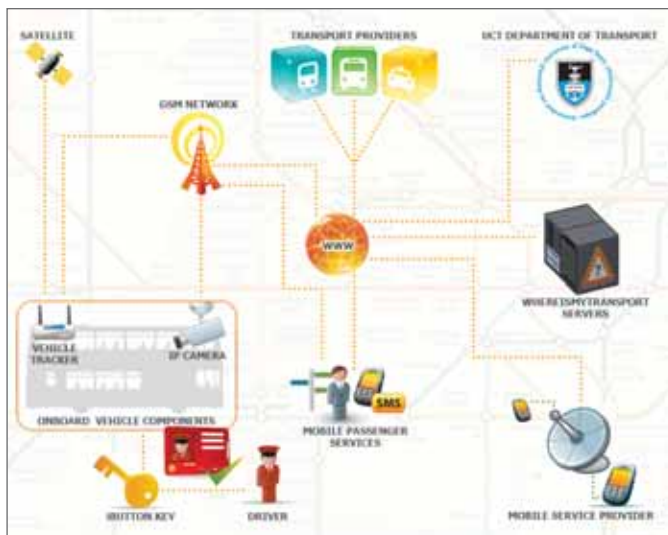 SATELLITE
TRANSPORT PROVIDERS
UCT DEPARTMENT OF TRANSPORT
GSM NETWORK
WWW
WHEREISMYTRANSPORT
SERVERS
VEHICLE
TRACKER
IP CAMERA
ONBOARD VEHICLE COMPONENTS
SMS
MOBILE PASSENGER
SERVICES
IBUTTON KEY
DRIVER
MOBILE SERVICE PROVIDER